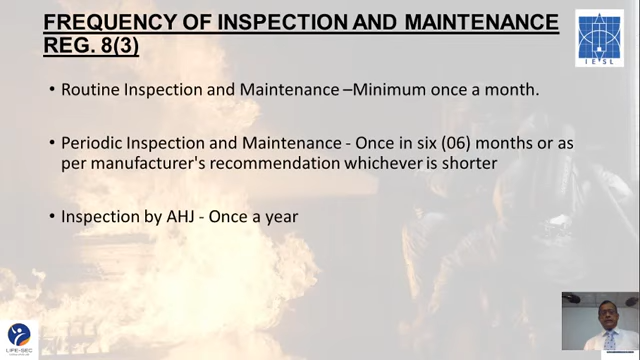 FREQUENCY OF INSPECTION AND MAINTENANCE
REG. 8(3)
IESL
• Routine Inspection and Maintenance –Minimum once a month.
• Periodic Inspection and Maintenance - Once in six (06) months or as
per manufacturer's recommendation whichever is shorter
• Inspection by AHJ - Once a year
LIFE-SEC